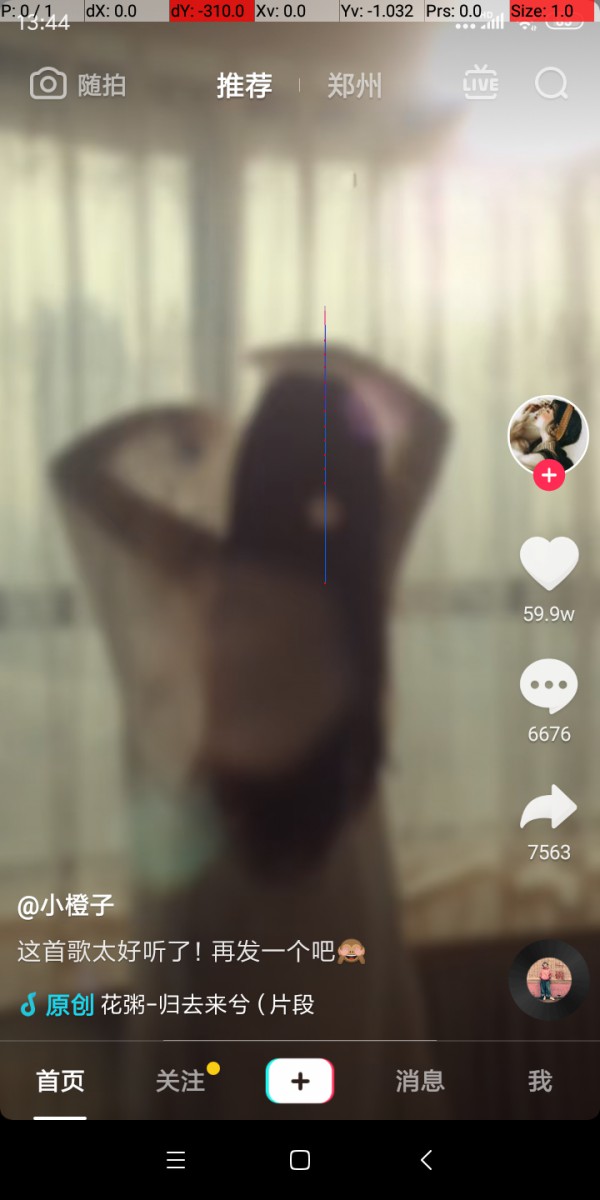 P: 0 / 1 dX: 0.0 dY: -310.0 Xv: 0.0 Yv: -1.032 Prs: 0.0 Size: 1.0
13:44
随拍 推荐 郑州 LIVE
59.9w
6676
7563
@小橙子
这首歌太好听了！再发一个吧🙈
原创 花粥-归去来兮 ( 片段
首页 关注 消息 我